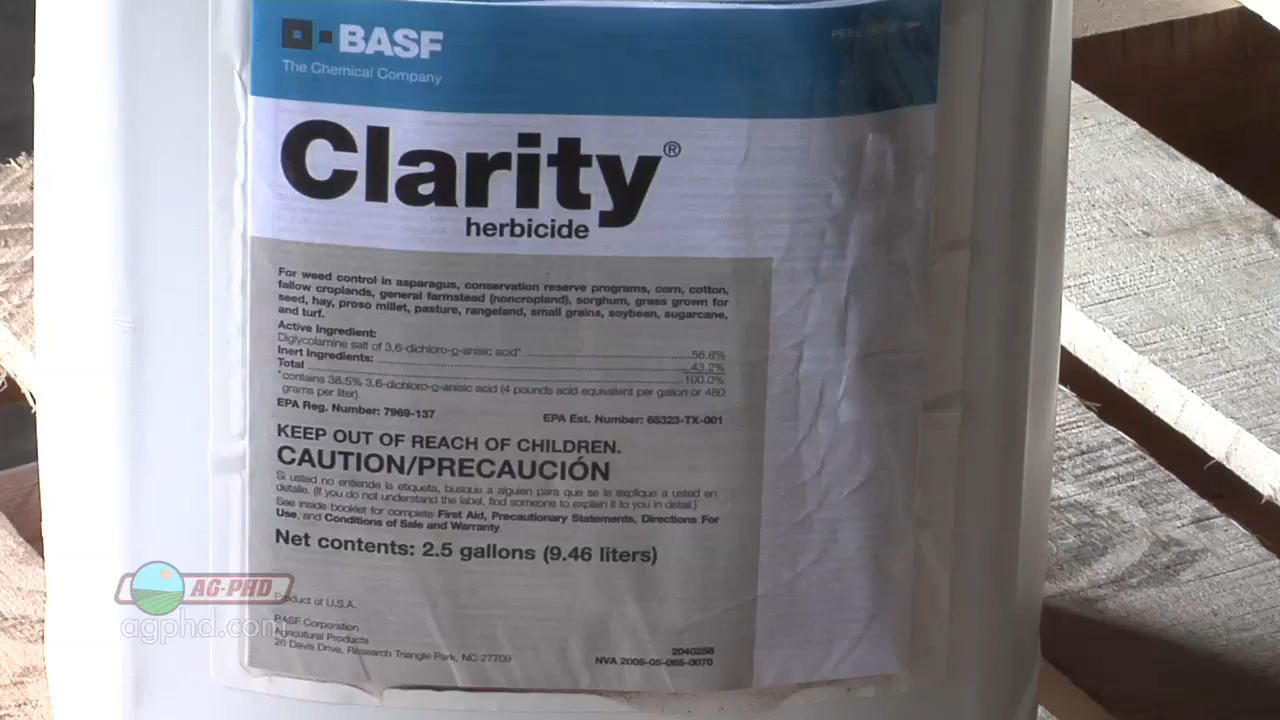 BASF
The Chemical Company
Clarity®
herbicide
For weed control in asparagus, conservation reserve programs, corn, cotton,
fallow croplands, general farmstead (noncropland), sorghum, grass grown for
seed, hay, proso millet, pasture, rangeland, small grains, soybean, sugarcane,
and turf.
Active Ingredient:
Diglycolamine salt of 3,6-dichloro-o-anisic acid* 56.8%
Inert Ingredients: 43.2%
Total 100.0%
*contains 38.5% 3,6-dichloro-o-anisic acid (4 pounds acid equivalent per gallon or 480
grams per liter).
EPA Reg. Number: 7969-137 EPA Est. Number: 68323-TX-001
KEEP OUT OF REACH OF CHILDREN.
CAUTION/PRECAUCIÓN
Si usted no entiende la etiqueta, busque a alguien para que se la explique a usted en
detalle. (If you do not understand the label, find someone to explain it to you in detail.)
See inside booklet for complete First Aid, Precautionary Statements, Directions For
Use, and Conditions of Sale and Warranty.
Net contents: 2.5 gallons (9.46 liters)
AG-PHD
agphd.com
Product of U.S.A.
BASF Corporation
Agricultural Products
26 Davis Drive, Research Triangle Park, NC 27709
2040258
NVA 2005-05-065-0070